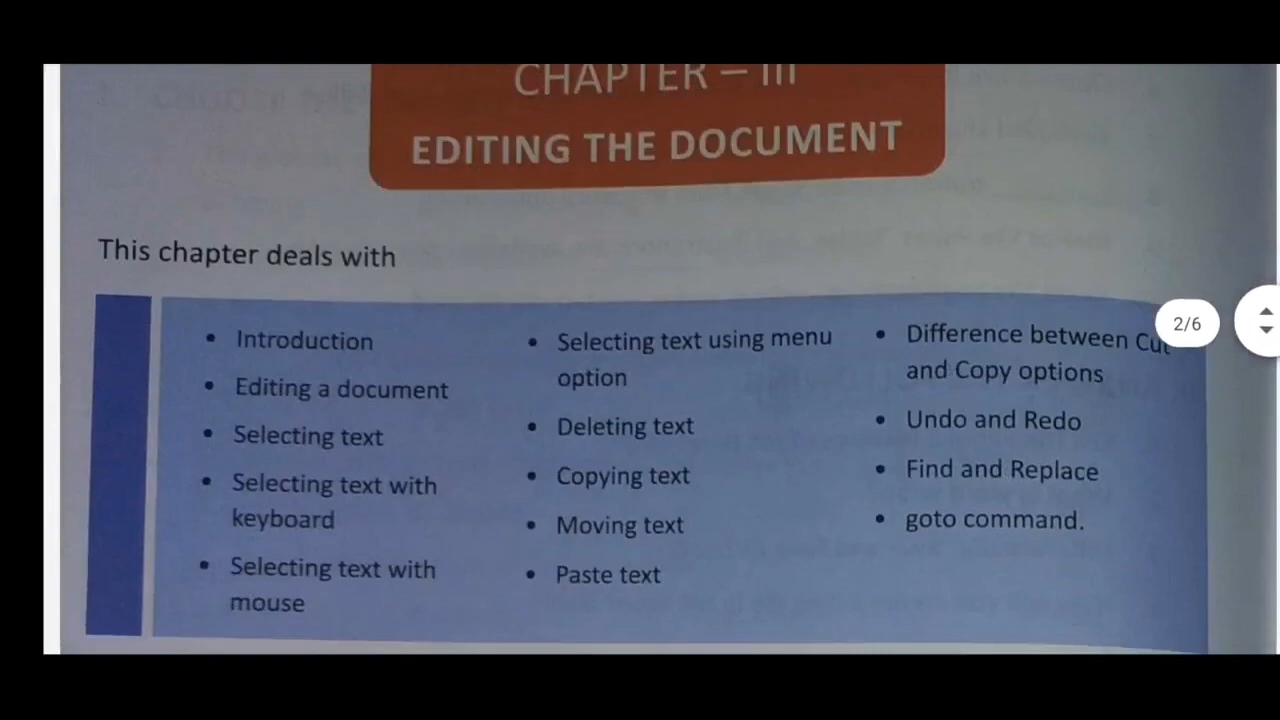 CHAPTER – III
EDITING THE DOCUMENT
This chapter deals with
• Introduction
• Editing a document
• Selecting text
• Selecting text with
keyboard
• Selecting text with
mouse
• Selecting text using menu
option
• Deleting text
• Copying text
• Moving text
• Paste text
• Difference between Cut
and Copy options
• Undo and Redo
• Find and Replace
• goto command.
2/6